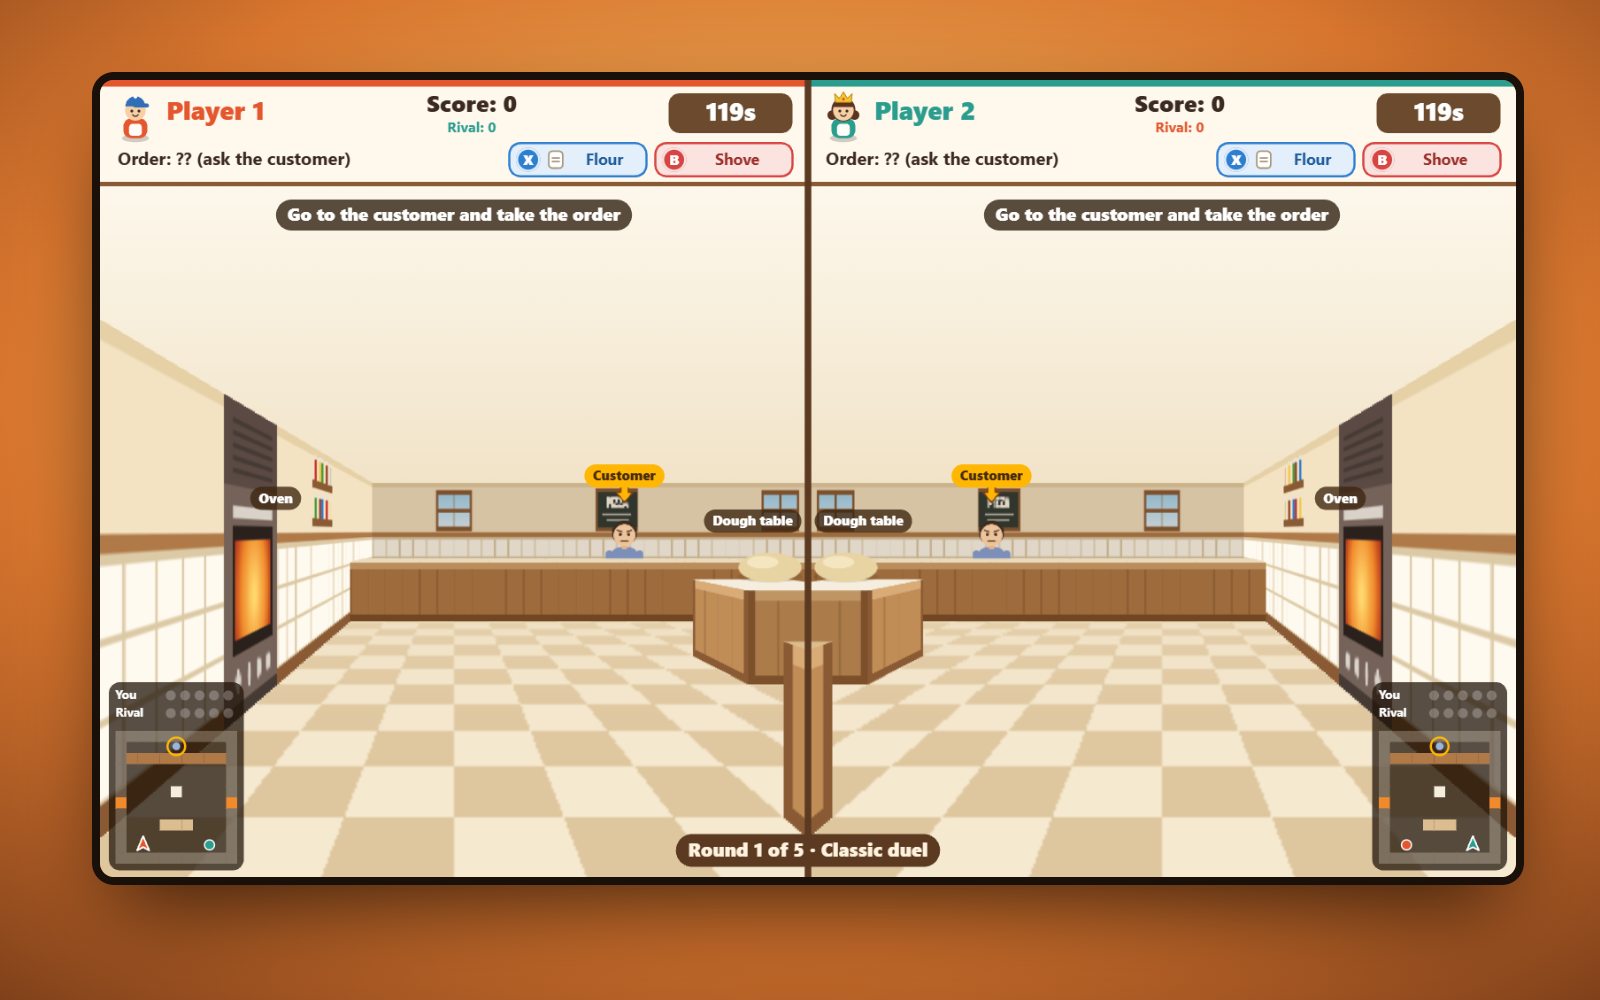 Player 1
Score: 0
Rival: 0
119s
Order: ?? (ask the customer)
X Flour
B Shove
Go to the customer and take the order
Customer
Oven
Dough table
You
Rival
Player 2
Score: 0
Rival: 0
119s
Order: ?? (ask the customer)
X Flour
B Shove
Go to the customer and take the order
Customer
Oven
Dough table
You
Rival
Round 1 of 5 · Classic duel